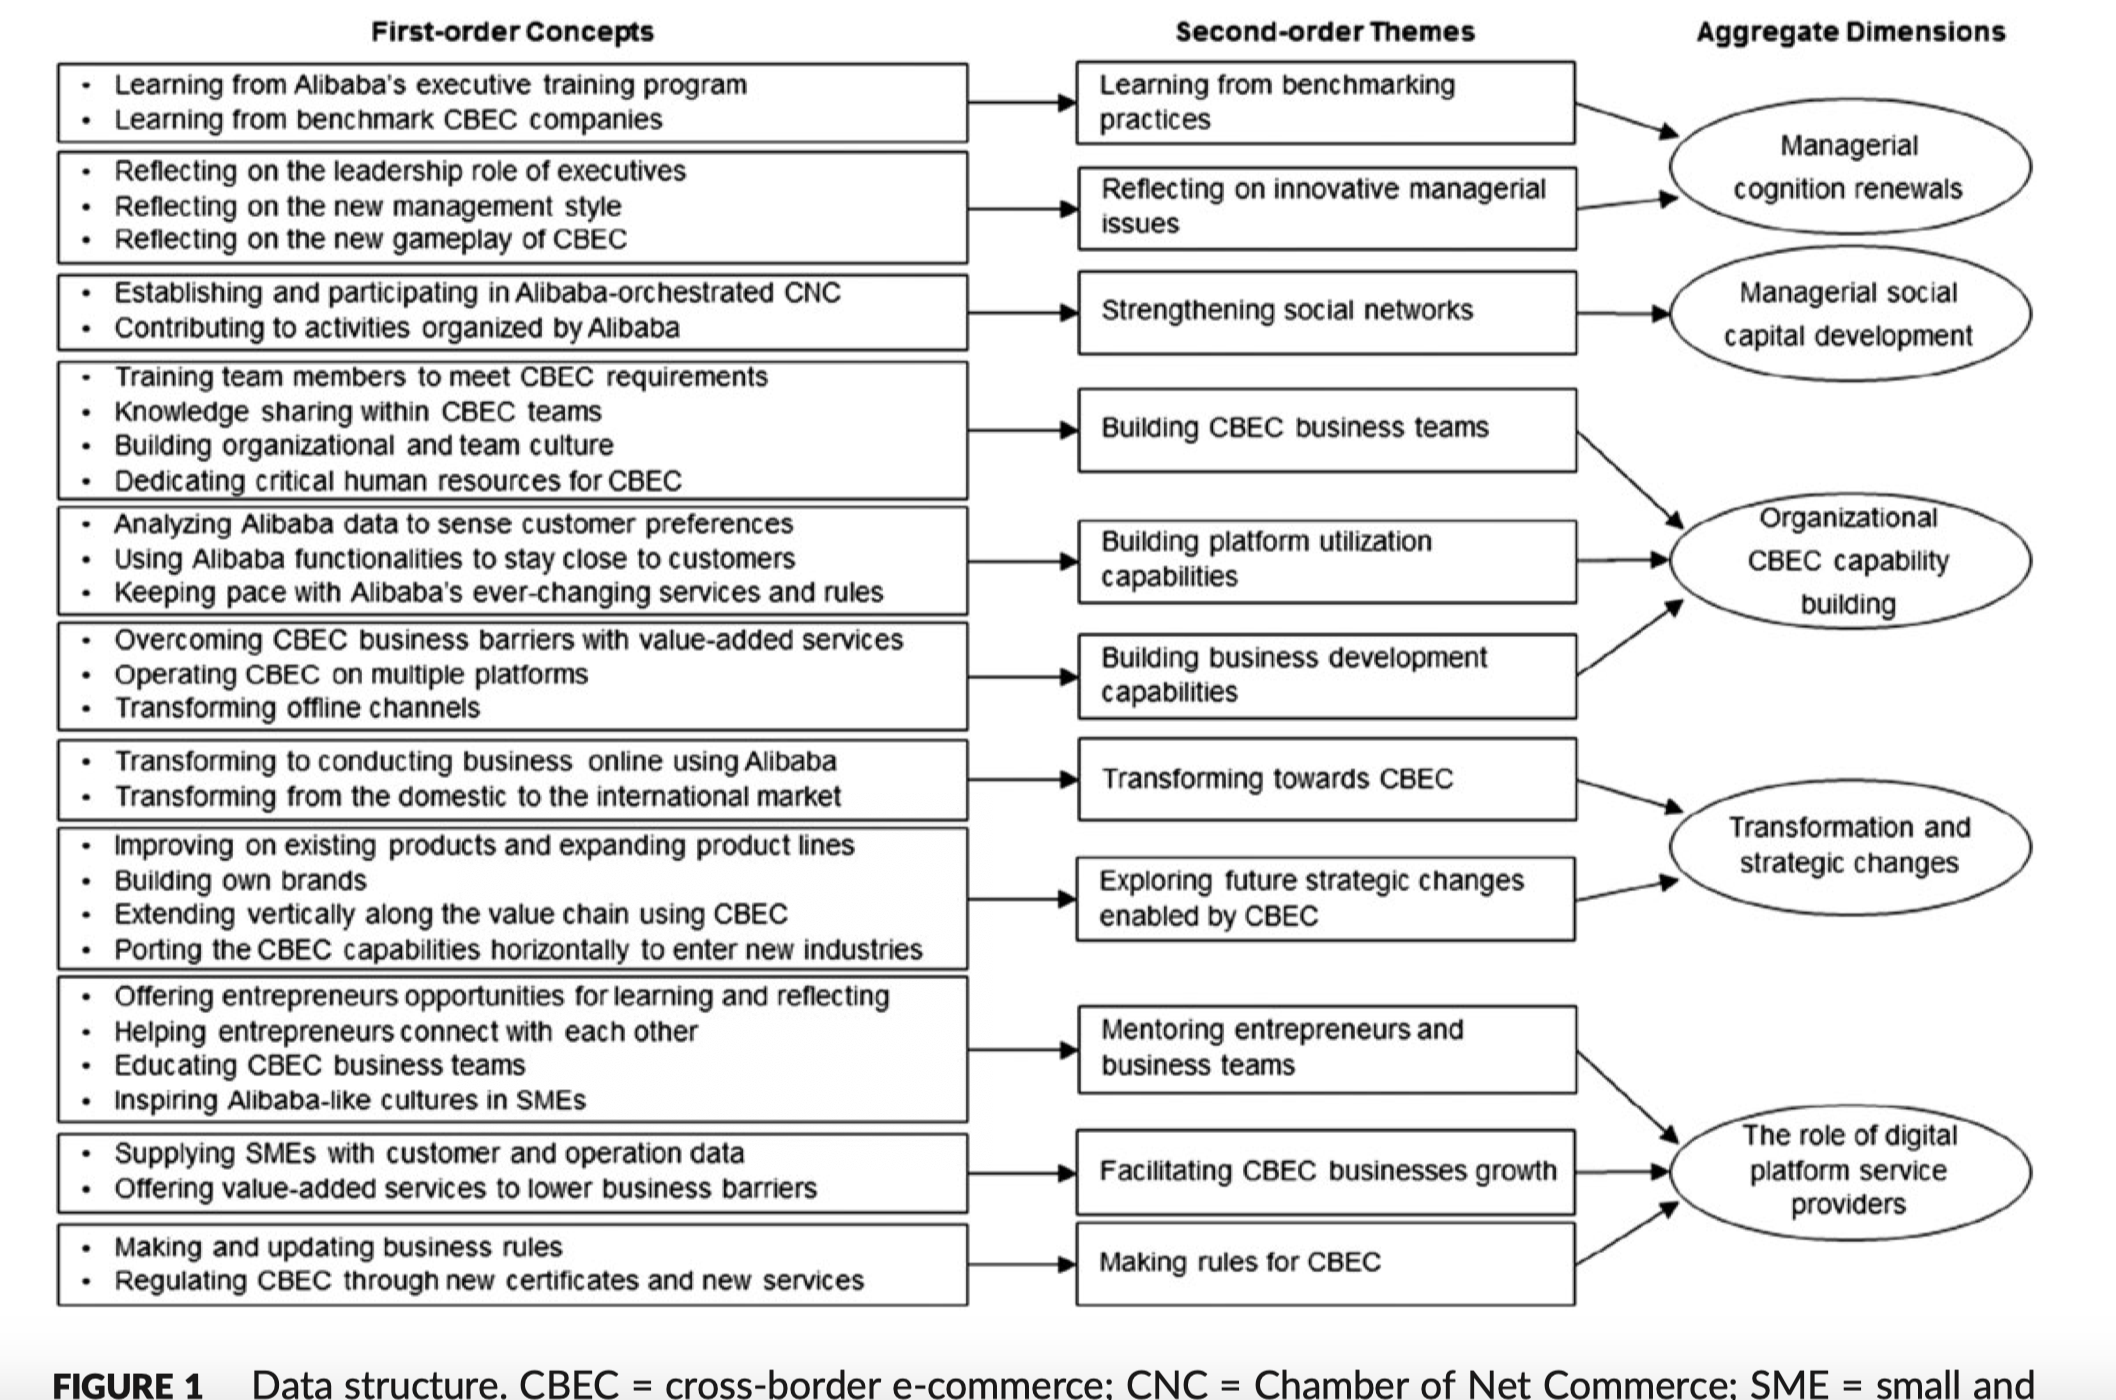 First-order Concepts
Second-order Themes
Aggregate Dimensions
• Learning from Alibaba's executive training program
• Learning from benchmark CBEC companies
Learning from benchmarking
practices
Managerial
cognition renewals
• Reflecting on the leadership role of executives
• Reflecting on the new management style
• Reflecting on the new gameplay of CBEC
Reflecting on innovative managerial
issues
• Establishing and participating in Alibaba-orchestrated CNC
• Contributing to activities organized by Alibaba
Strengthening social networks
Managerial social
capital development
• Training team members to meet CBEC requirements
• Knowledge sharing within CBEC teams
• Building organizational and team culture
• Dedicating critical human resources for CBEC
Building CBEC business teams
• Analyzing Alibaba data to sense customer preferences
• Using Alibaba functionalities to stay close to customers
• Keeping pace with Alibaba's ever-changing services and rules
Building platform utilization
capabilities
Organizational
CBEC capability
building
• Overcoming CBEC business barriers with value-added services
• Operating CBEC on multiple platforms
• Transforming offline channels
Building business development
capabilities
• Transforming to conducting business online using Alibaba
• Transforming from the domestic to the international market
Transforming towards CBEC
Transformation and
strategic changes
• Improving on existing products and expanding product lines
• Building own brands
• Extending vertically along the value chain using CBEC
• Porting the CBEC capabilities horizontally to enter new industries
Exploring future strategic changes
enabled by CBEC
• Offering entrepreneurs opportunities for learning and reflecting
• Helping entrepreneurs connect with each other
• Educating CBEC business teams
• Inspiring Alibaba-like cultures in SMEs
Mentoring entrepreneurs and
business teams
• Supplying SMEs with customer and operation data
• Offering value-added services to lower business barriers
Facilitating CBEC businesses growth
The role of digital
platform service
providers
• Making and updating business rules
• Regulating CBEC through new certificates and new services
Making rules for CBEC
FIGURE 1 Data structure. CBEC = cross-border e-commerce; CNC = Chamber of Net Commerce; SME = small and